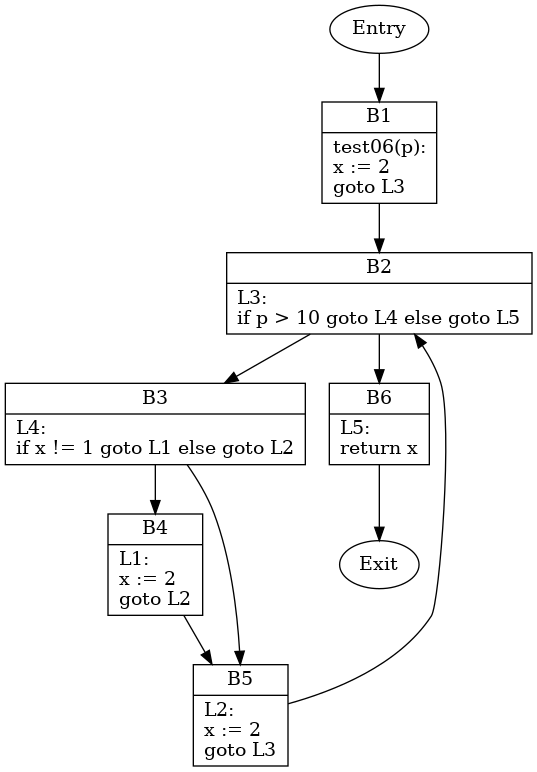 Entry
B1
test06(p):
x := 2
goto L3
B2
L3:
if p > 10 goto L4 else goto L5
B3
L4:
if x != 1 goto L1 else goto L2
B6
L5:
return x
B4
L1:
x := 2
goto L2
Exit
B5
L2:
x := 2
goto L3